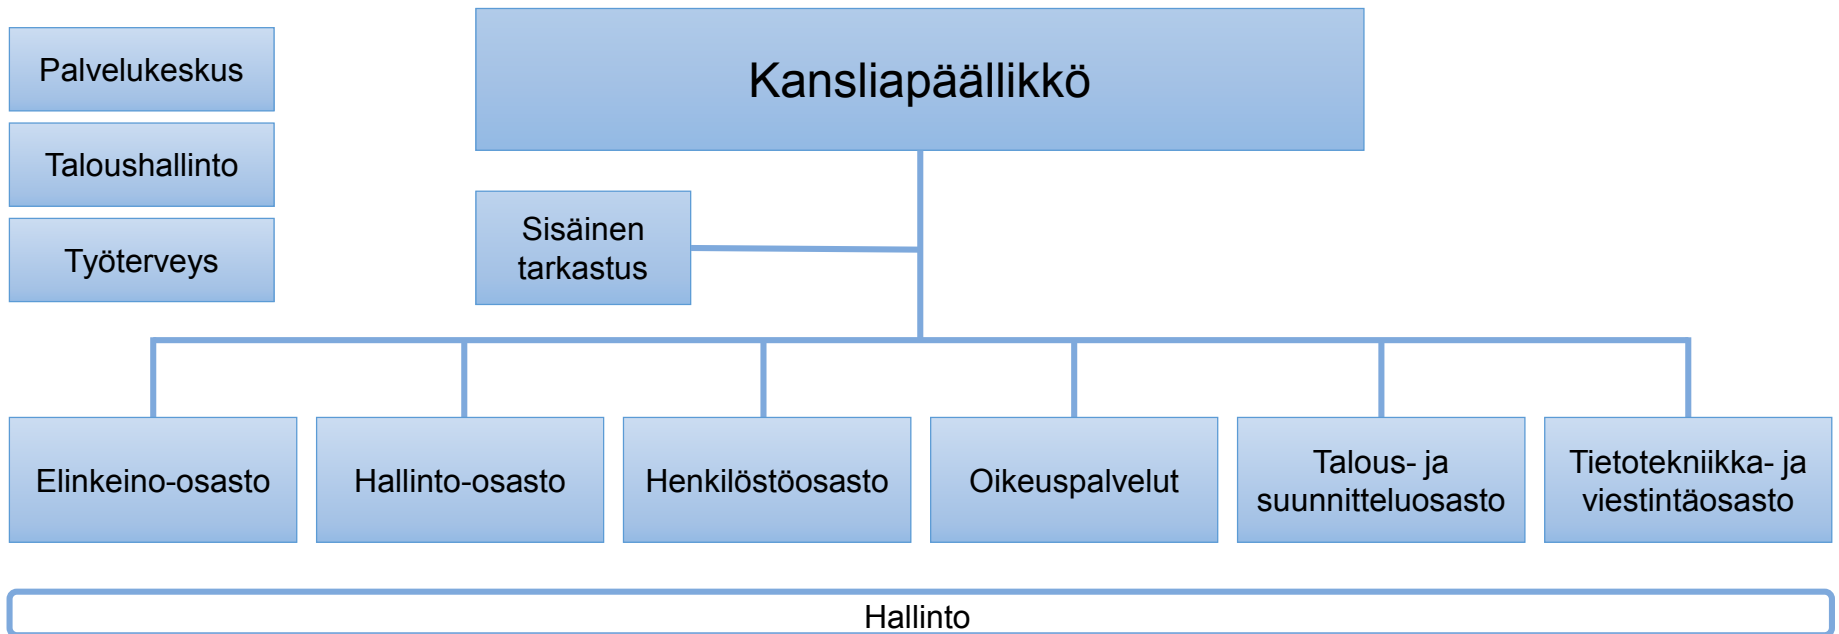 Palvelukeskus
Taloushallinto
Työterveys
Kansliapäällikkö
Sisäinen
tarkastus
Elinkeino-osasto
Hallinto-osasto
Henkilöstöosasto
Oikeuspalvelut
Talous- ja
suunnitteluosasto
Tietotekniikka- ja
viestintäosasto
Hallinto